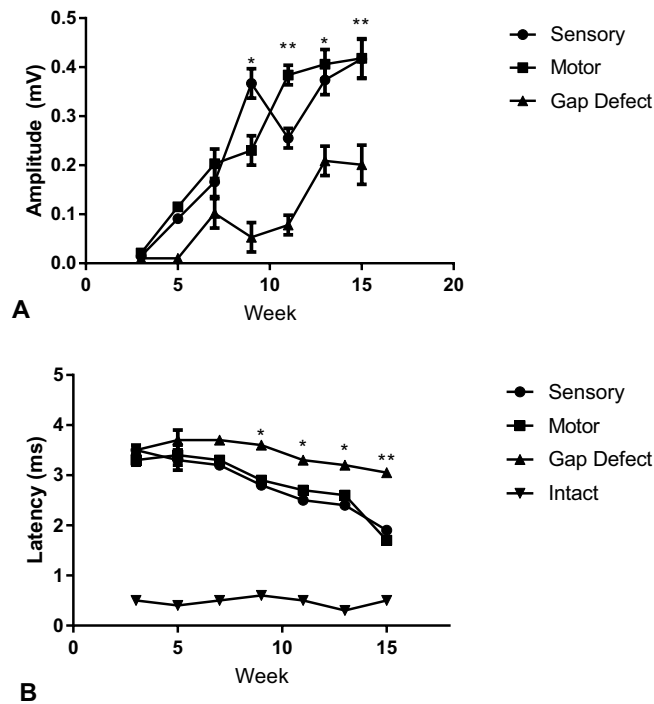 0.5
0.4
0.3
0.2
0.1
0.0
Amplitude (mV)
*
**
*
**
0
5
10
15
20
Week
Sensory
Motor
Gap Defect
A
5
4
3
2
1
0
Latency (ms)
*
*
*
**
0
5
10
15
Week
Sensory
Motor
Gap Defect
Intact
B